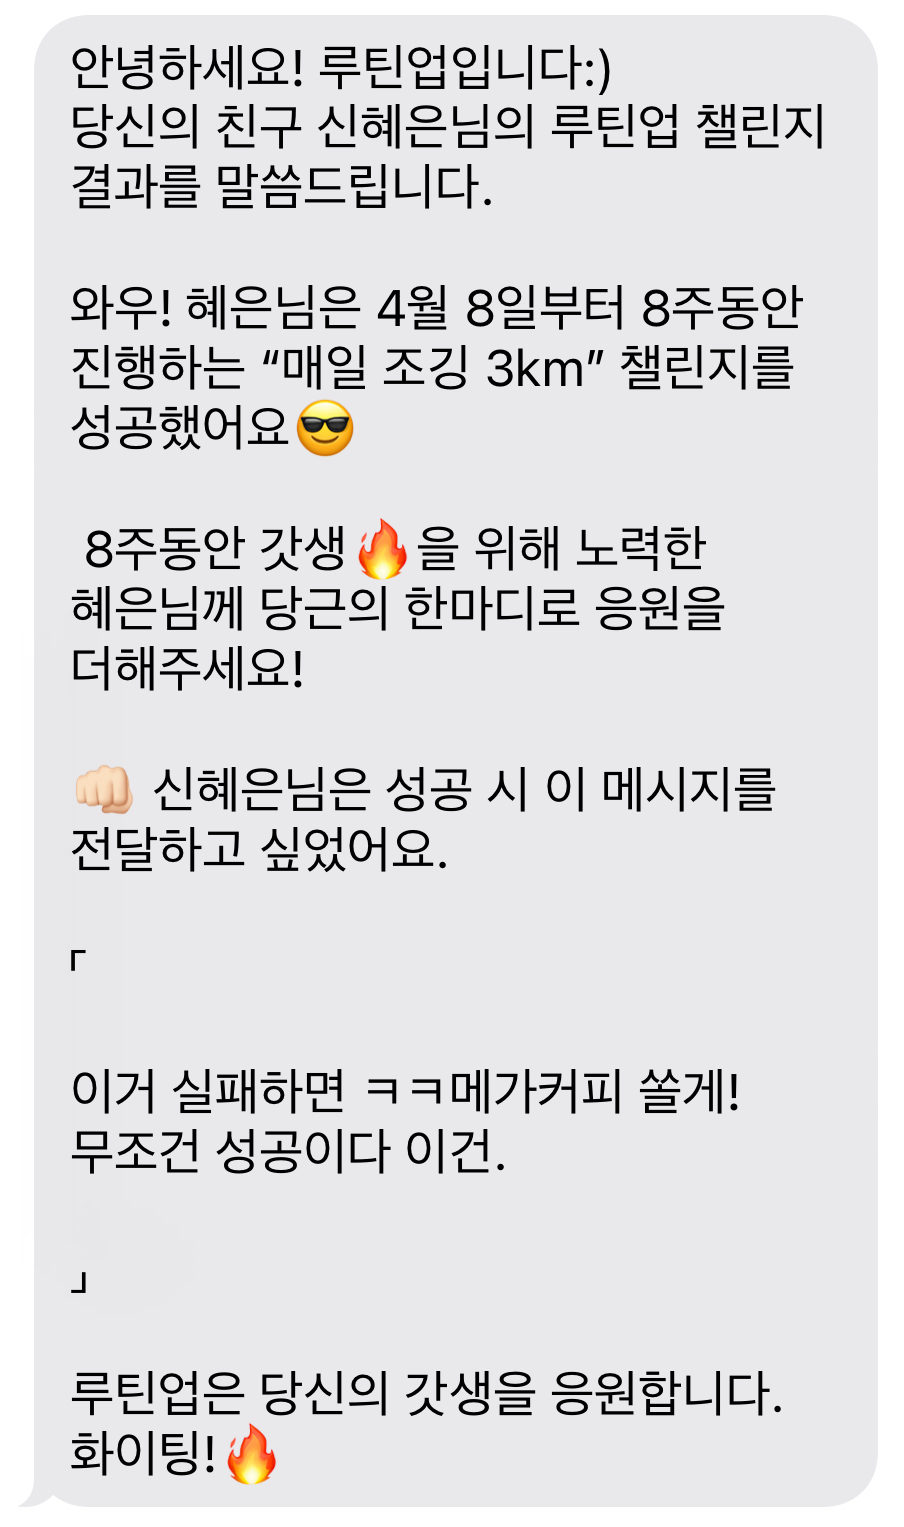 안녕하세요! 루틴업입니다:)
당신의 친구 신혜은님의 루틴업 챌린지
결과를 말씀드립니다.
와우! 혜은님은 4월 8일부터 8주동안
진행하는 “매일 조깅 3km” 챌린지를
성공했어요😎
8주동안 갓생🔥을 위해 노력한
혜은님께 당근의 한마디로 응원을
더해주세요!
👊🏻 신혜은님은 성공 시 이 메시지를
전달하고 싶었어요.
「
이거 실패하면 ㅋㅋ메가커피 쏠게!
무조건 성공이다 이건.
」
루틴업은 당신의 갓생을 응원합니다.
화이팅!🔥